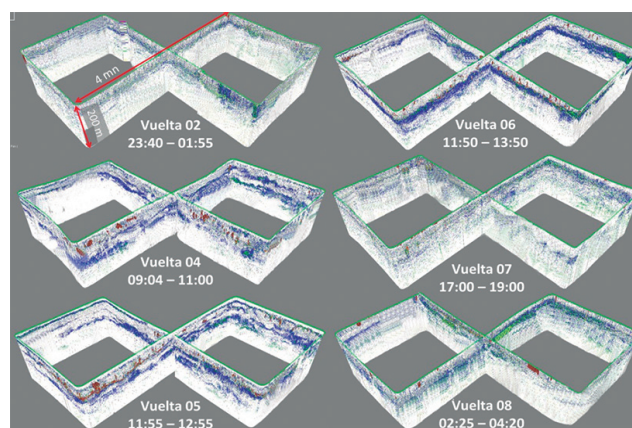 4 mn
200 m
Vuelta 02
23:40 – 01:55
Vuelta 06
11:50 – 13:50
Vuelta 04
09:04 – 11:00
Vuelta 07
17:00 – 19:00
Vuelta 05
11:55 – 12:55
Vuelta 08
02:25 – 04:20